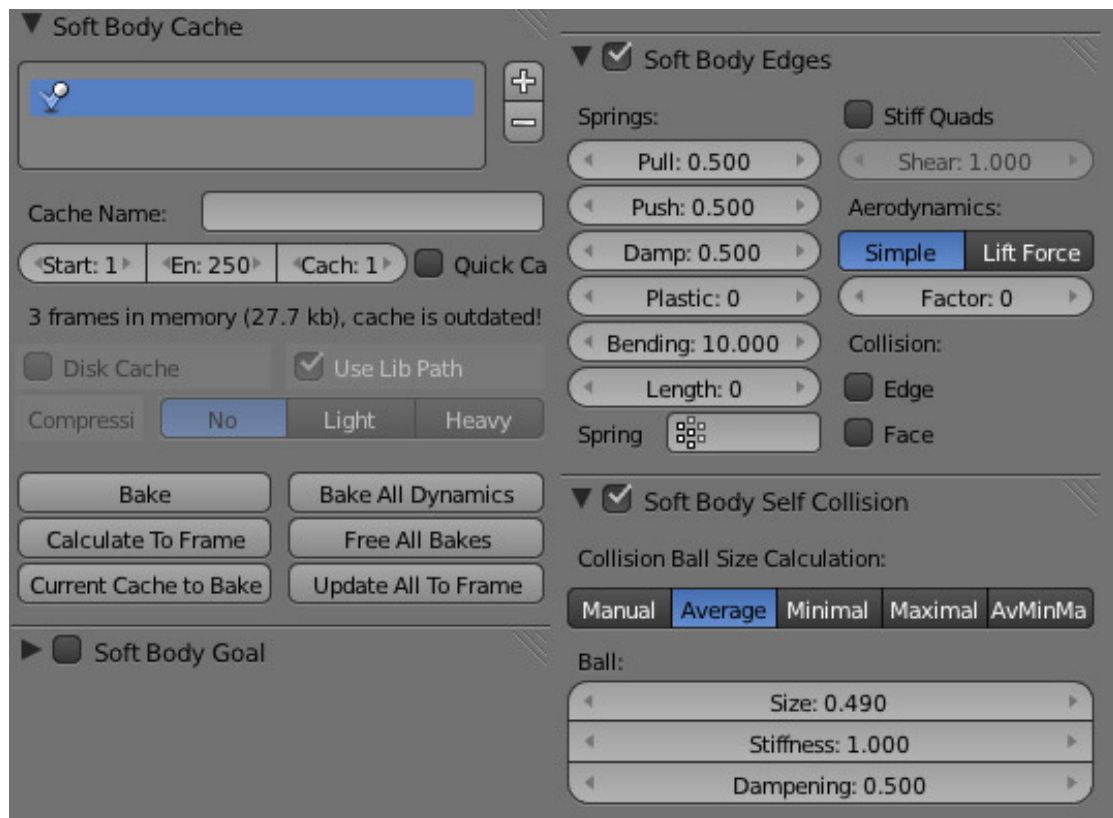 Soft Body Cache
Cache Name:
Start: 1 En: 250 Cach: 1 Quick Ca
3 frames in memory (27.7 kb), cache is outdated!
Disk Cache Use Lib Path
Compressi No Light Heavy
Bake Bake All Dynamics
Calculate To Frame Free All Bakes
Current Cache to Bake Update All To Frame
Soft Body Goal
Soft Body Edges
Springs: Stiff Quads
Pull: 0.500 Shear: 1.000
Push: 0.500 Aerodynamics:
Damp: 0.500 Simple Lift Force
Plastic: 0 Factor: 0
Bending: 10.000 Collision:
Length: 0 Edge
Spring Face
Soft Body Self Collision
Collision Ball Size Calculation:
Manual Average Minimal Maximal AvMinMa
Ball:
Size: 0.490
Stiffness: 1.000
Dampening: 0.500